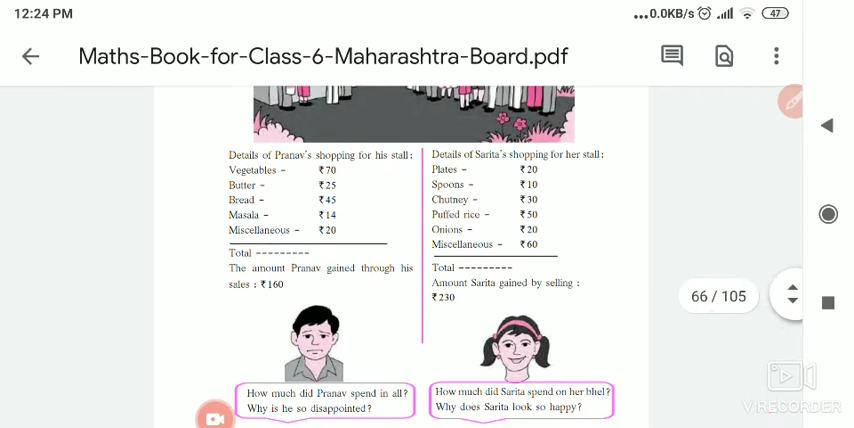 12:24 PM
...0.0KB/s
47
Maths-Book-for-Class-6-Maharashtra-Board.pdf
Details of Pranav's shopping for his stall:
Vegetables - ₹70
Butter - ₹25
Bread - ₹45
Masala - ₹14
Miscellaneous - ₹20
Total ---------
The amount Pranav gained through his
sales : ₹160
How much did Pranav spend in all?
Why is he so disappointed?
Details of Sarita's shopping for her stall:
Plates - ₹20
Spoons - ₹10
Chutney - ₹30
Puffed rice - ₹50
Onions - ₹20
Miscellaneous - ₹60
Total ---------
Amount Sarita gained by selling :
₹230
How much did Sarita spend on her bhel?
Why does Sarita look so happy?
66 / 105
VIRECORDER